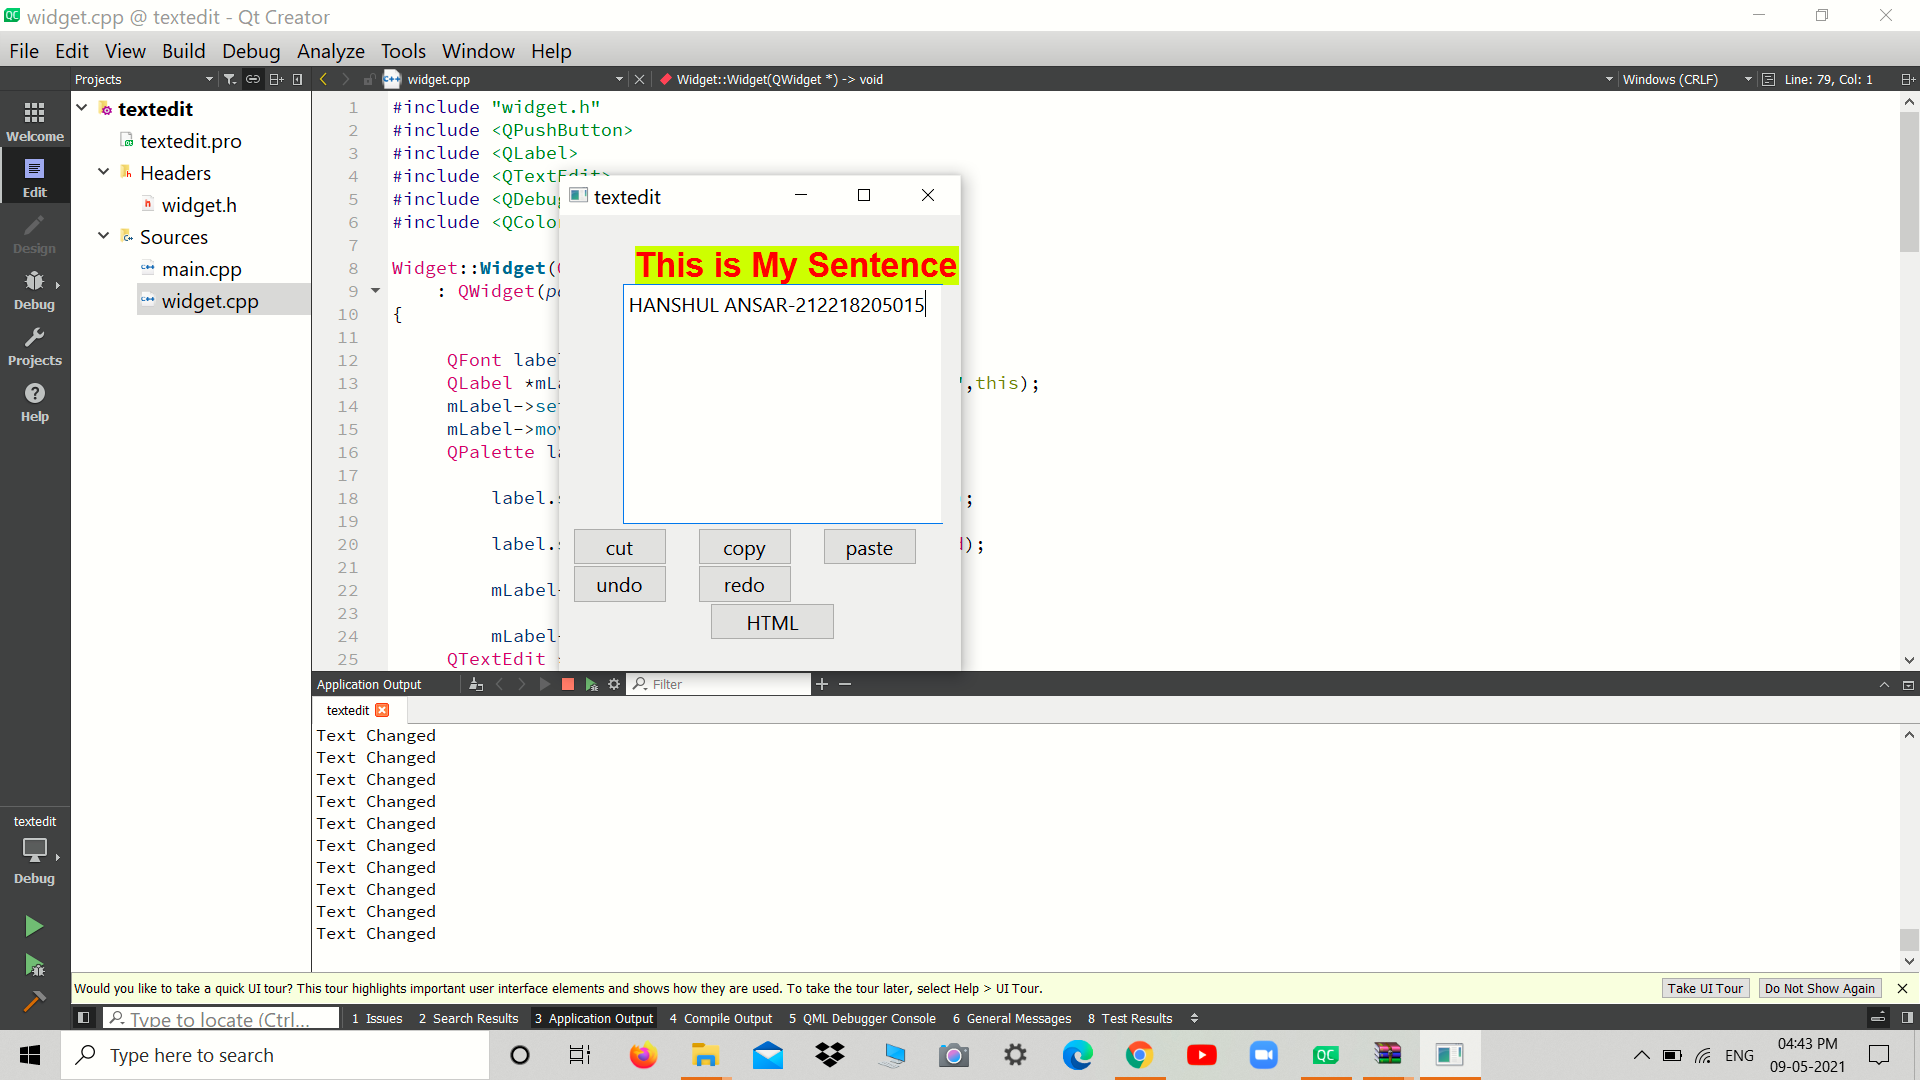 widget.cpp @ textedit - Qt Creator
File Edit View Build Debug Analyze Tools Window Help
Projects
widget.cpp
Widget::Widget(QWidget *) -> void
Windows (CRLF)
Line: 79, Col: 1
Welcome
Edit
Design
Debug
Projects
Help
textedit
textedit.pro
Headers
widget.h
Sources
main.cpp
widget.cpp
1 #include "widget.h"
2 #include <QPushButton>
3 #include <QLabel>
4 #include <QTextEdit>
5 #include <QDebug
6 #include <QColo
7
8 Widget::Widget(
9 : QWidget(p
10 {
11
12 QFont labe
13 QLabel *mL ",this);
14 mLabel->se
15 mLabel->mo
16 QPalette l
17
18 label.s ;
19
20 label.s );
21
22 mLabel-
23
24 mLabel-
25 QTextEdit
textedit
This is My Sentence
HANSHUL ANSAR-212218205015
cut copy paste
undo redo
HTML
Application Output
Filter
textedit
Text Changed
Text Changed
Text Changed
Text Changed
Text Changed
Text Changed
Text Changed
Text Changed
Text Changed
Text Changed
textedit
Debug
Would you like to take a quick UI tour? This tour highlights important user interface elements and shows how they are used. To take the tour later, select Help > UI Tour.
Take UI Tour
Do Not Show Again
Type to locate (Ctrl...
1 Issues 2 Search Results 3 Application Output 4 Compile Output 5 QML Debugger Console 6 General Messages 8 Test Results
Type here to search
ENG
04:43 PM
09-05-2021